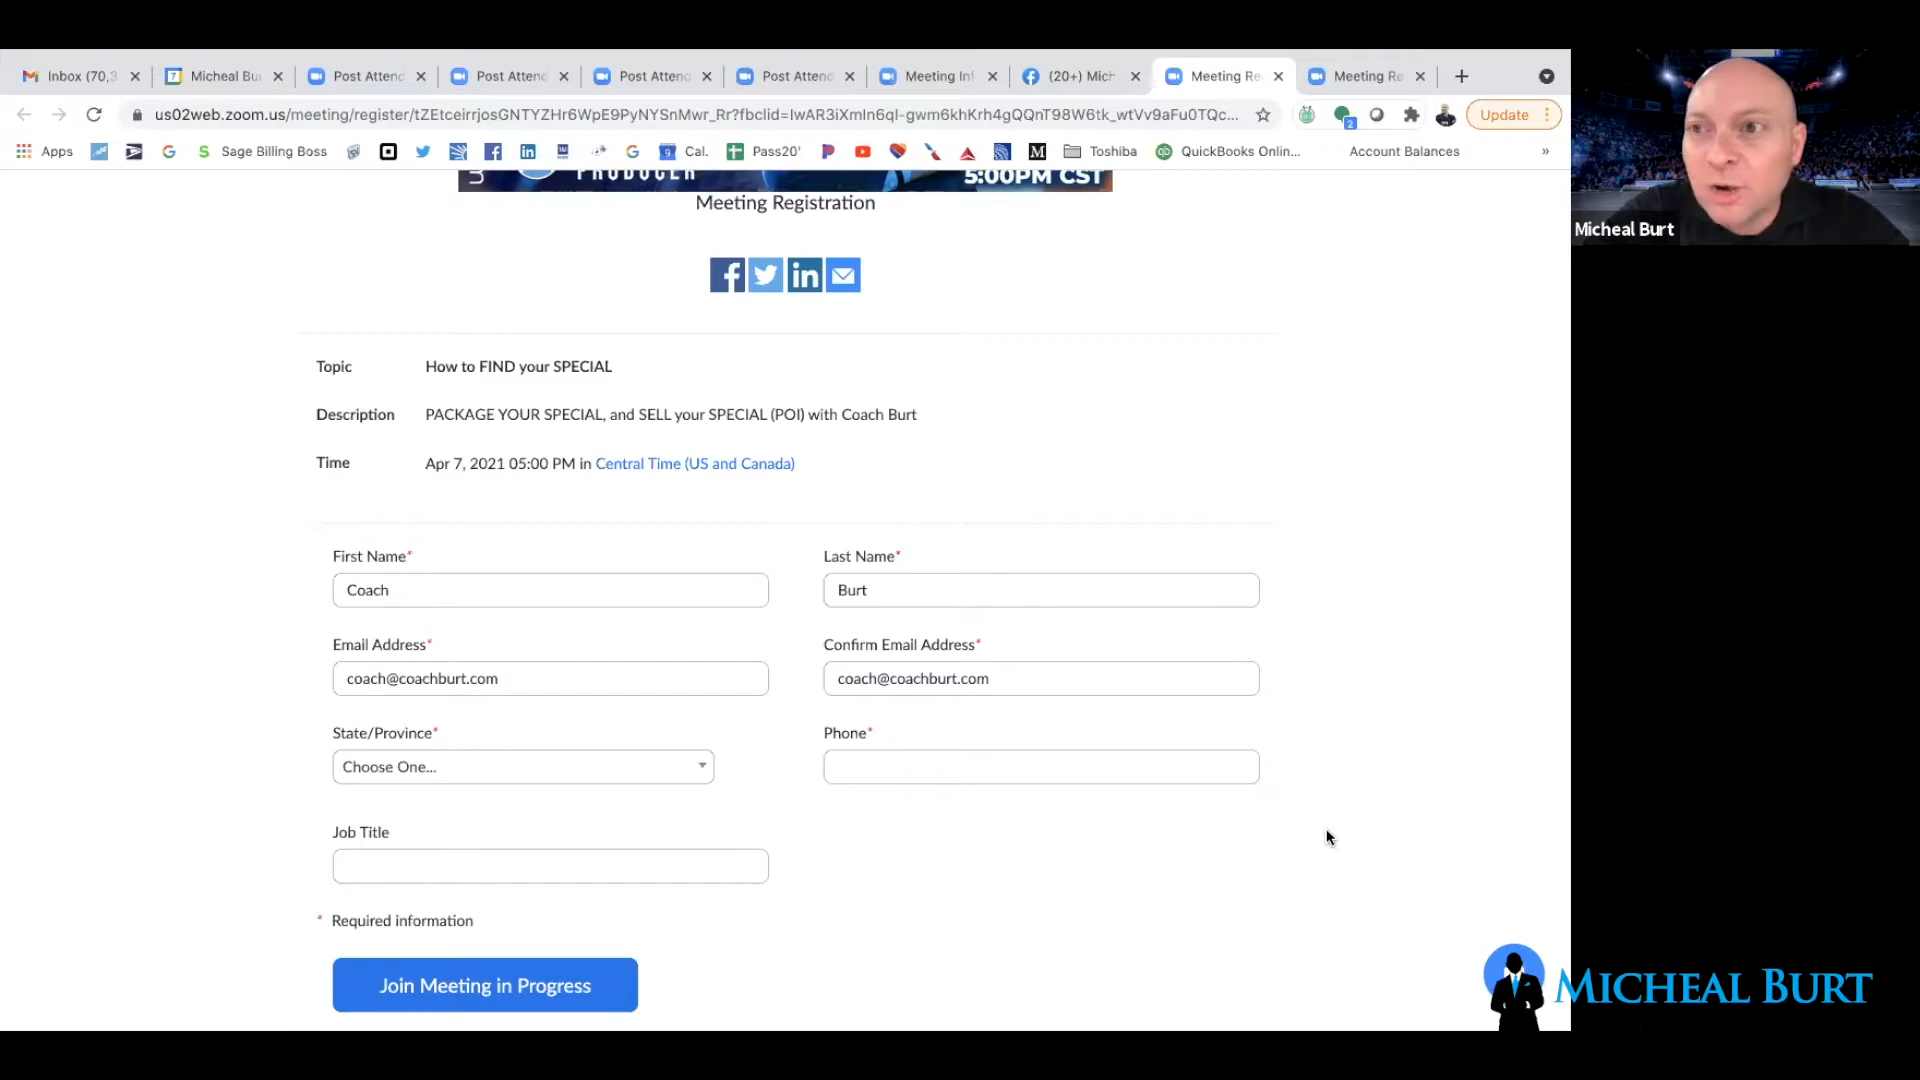 Inbox (70,3
Micheal Bu
Post Attend
Post Attend
Post Attend
Post Attend
Meeting Inf
(20+) Mich
Meeting Re
Meeting Re
us02web.zoom.us/meeting/register/tZEtceirrjosGNTYZHr6WpE9PyNYSnMwr_Rr?fbclid=IwAR3iXmIn6qI-gwm6khKrh4gQQnT98W6tk_wtVv9aFu0TQc...
2
Update
Apps
Sage Billing Boss
Cal.
Pass20'
Toshiba
QuickBooks Onlin...
Account Balances
»
PRODUCER
5:00PM CST
Meeting Registration
Topic
How to FIND your SPECIAL
Description
PACKAGE YOUR SPECIAL, and SELL your SPECIAL (POI) with Coach Burt
Time
Apr 7, 2021 05:00 PM in Central Time (US and Canada)
First Name*
Last Name*
Coach
Burt
Email Address*
Confirm Email Address*
coach@coachburt.com
coach@coachburt.com
State/Province*
Phone*
Choose One...
Job Title
* Required information
Join Meeting in Progress
Micheal Burt
MICHEAL BURT